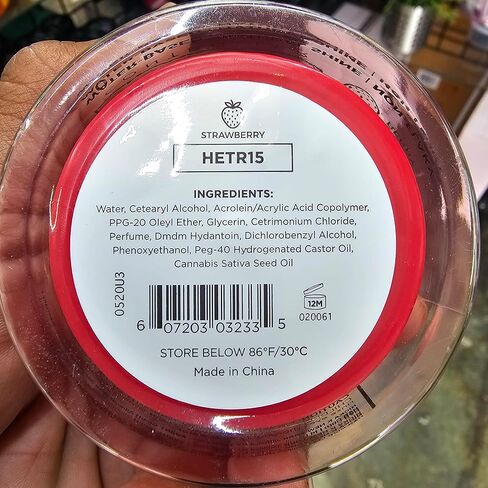 STRAWBERRY
HETR15
INGREDIENTS:
Water, Cetearyl Alcohol, Acrolein/Acrylic Acid Copolymer,
PPG-20 Oleyl Ether, Glycerin, Cetrimonium Chloride,
Perfume, Dmdm Hydantoin, Dichlorobenzyl Alcohol,
Phenoxyethanol, Peg-40 Hydrogenated Castor Oil,
Cannabis Sativa Seed Oil
0520U3
6 07203 03233 5
12M
020061
STORE BELOW 86°F/30°C
Made in China